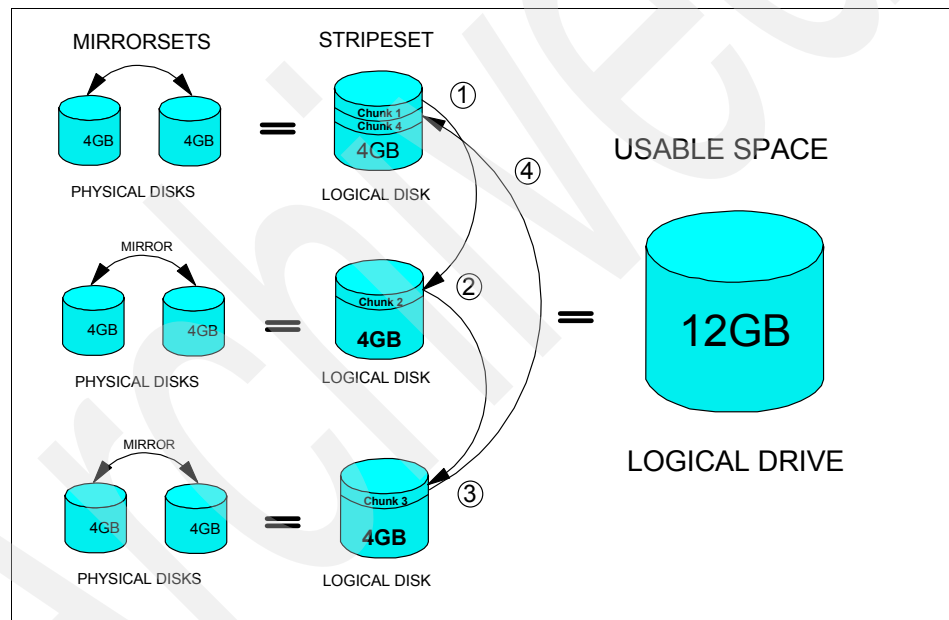 MIRRORSETS
STRIPESET
4GB
4GB
=
Chunk 1
Chunk 4
4GB
PHYSICAL DISKS
LOGICAL DISK
1
4
USABLE SPACE
MIRROR
4GB
4GB
=
Chunk 2
4GB
PHYSICAL DISKS
LOGICAL DISK
2
=
12GB
LOGICAL DRIVE
MIRROR
4GB
4GB
=
Chunk 3
4GB
PHYSICAL DISKS
LOGICAL DISK
3